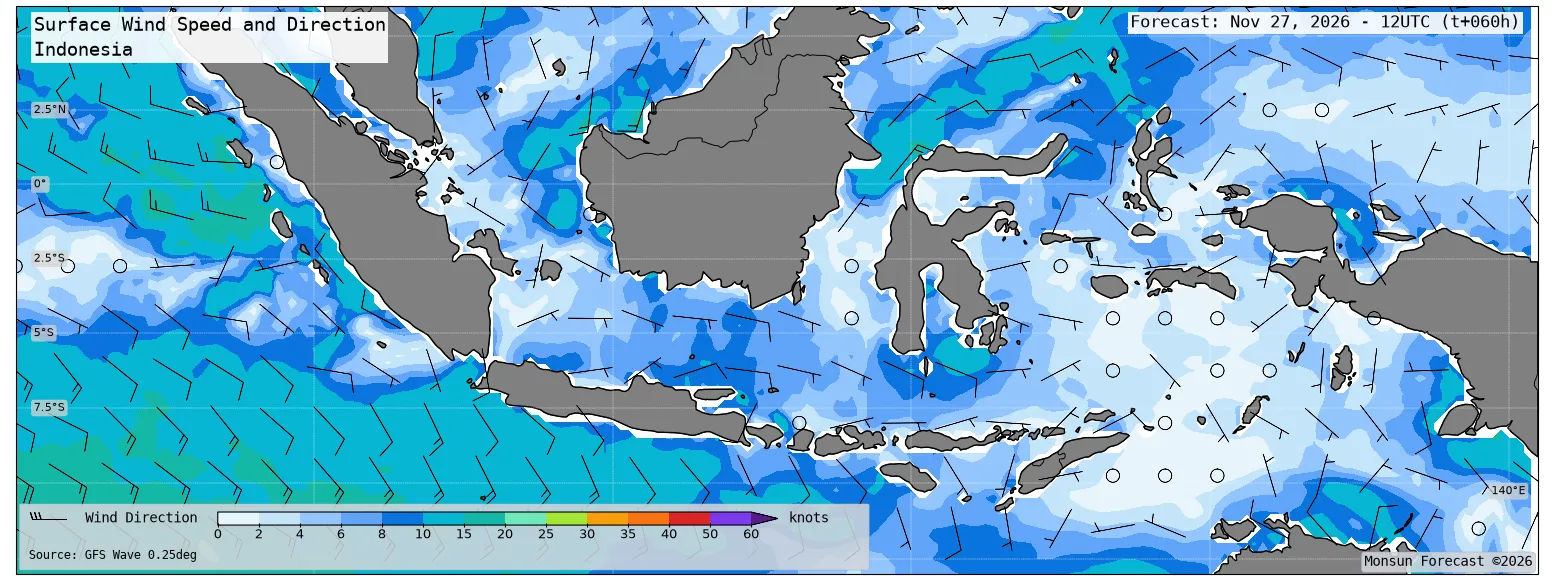 Surface Wind Speed and Direction
Indonesia
Forecast: Nov 27, 2026 - 12UTC (t+060h)
2.5°N
0°
2.5°S
5°S
7.5°S
140°E
Wind Direction
0 2 4 6 8 10 15 20 25 30 35 40 50 60 knots
Source: GFS Wave 0.25deg
Monsun Forecast ©2026